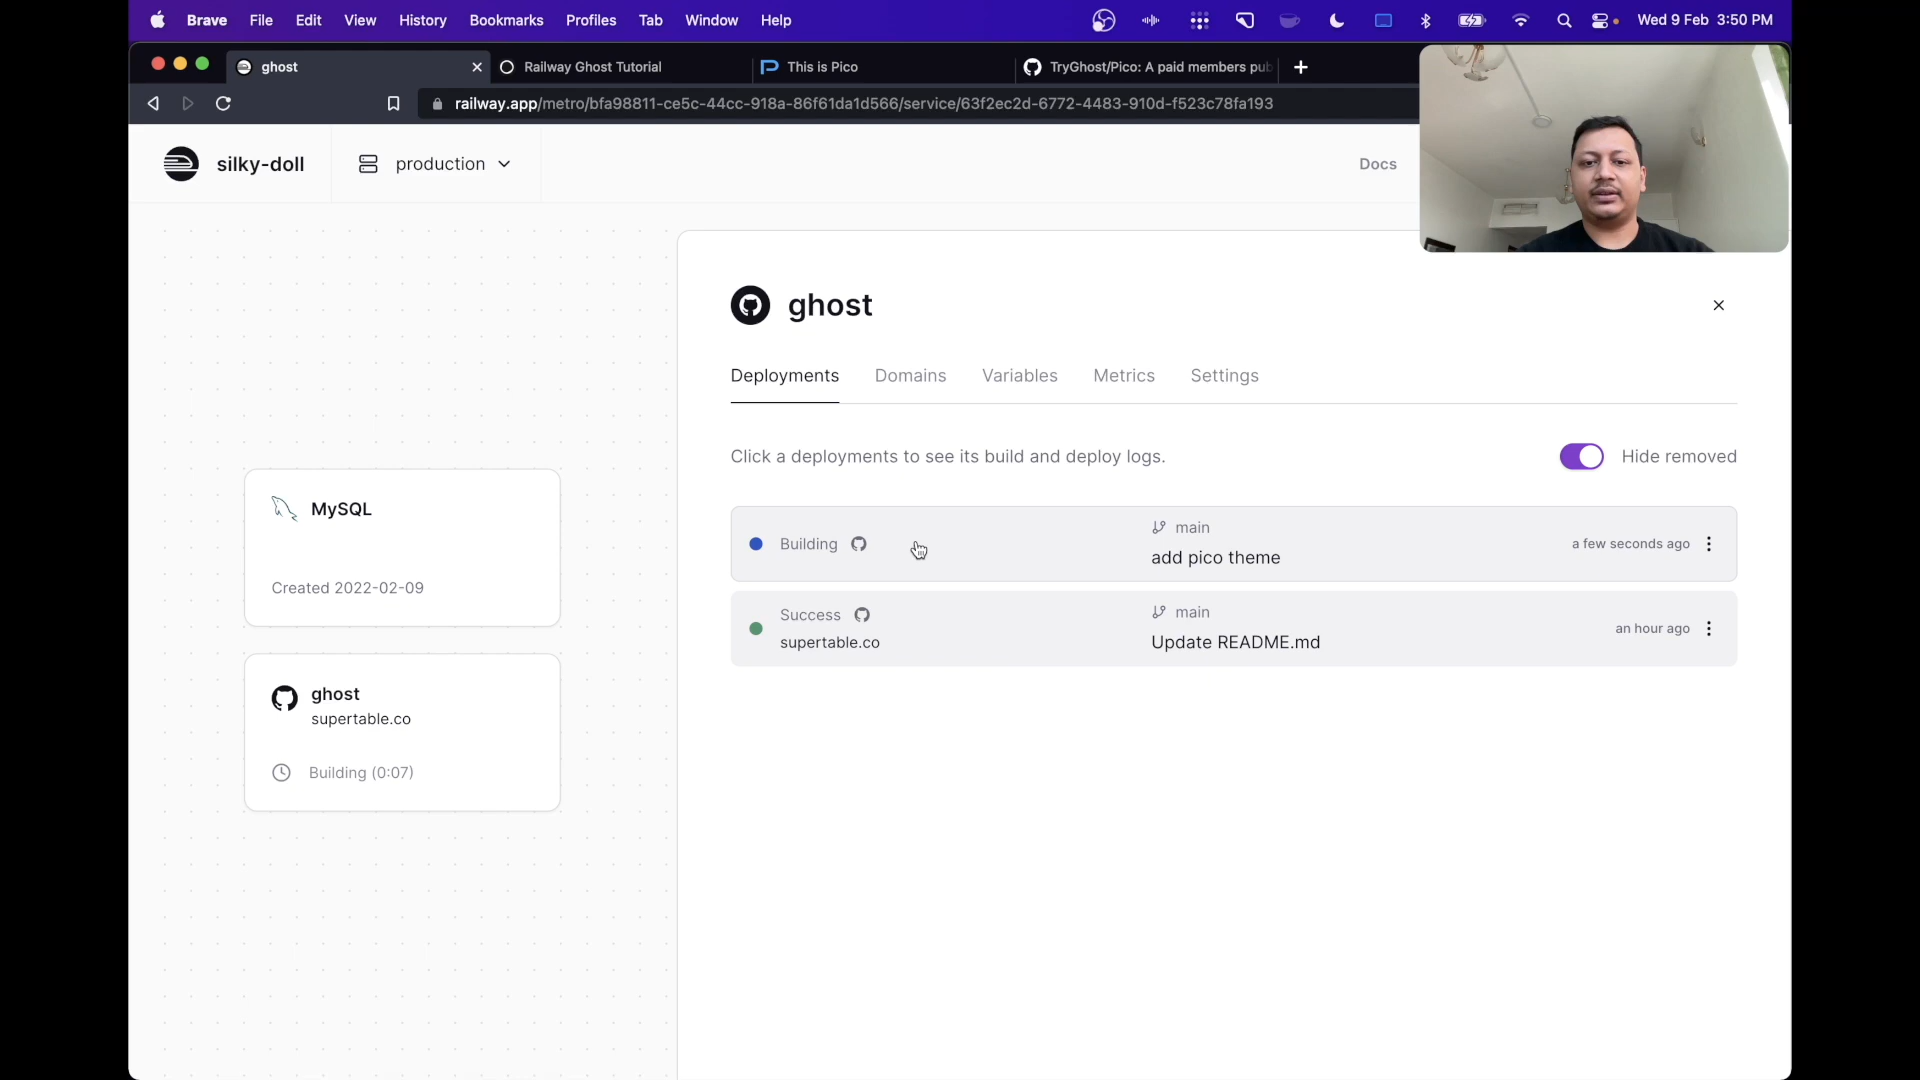 Brave File Edit View History Bookmarks Profiles Tab Window Help Wed 9 Feb 3:50 PM
ghost Railway Ghost Tutorial This is Pico TryGhost/Pico: A paid members pub
railway.app/metro/bfa98811-ce5c-44cc-918a-86f61da1d566/service/63f2ec2d-6772-4483-910d-f523c78fa193
silky-doll production Docs
ghost
Deployments Domains Variables Metrics Settings
Click a deployments to see its build and deploy logs. Hide removed
MySQL
Created 2022-02-09
Building main a few seconds ago
add pico theme
Success main an hour ago
supertable.co Update README.md
ghost
supertable.co
Building (0:07)